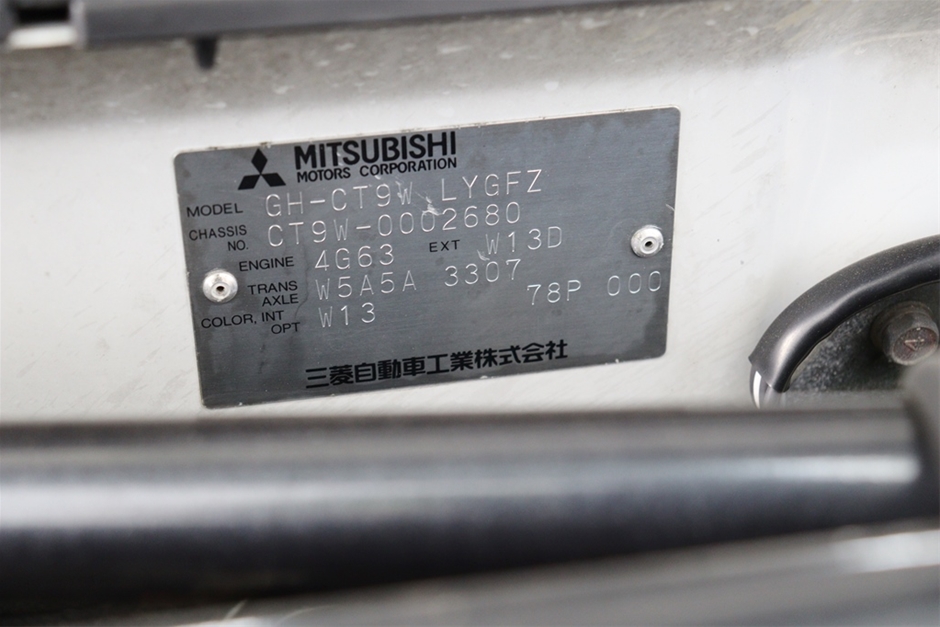 MITSUBISHI
MOTORS CORPORATION
MODEL GH-CT9W LYGFZ
CHASSIS NO. CT9W-0002680
ENGINE 4G63 EXT W13D
TRANS AXLE W5A5A 3307
COLOR, INT OPT W13 78P 000
三菱自動車工業株式会社